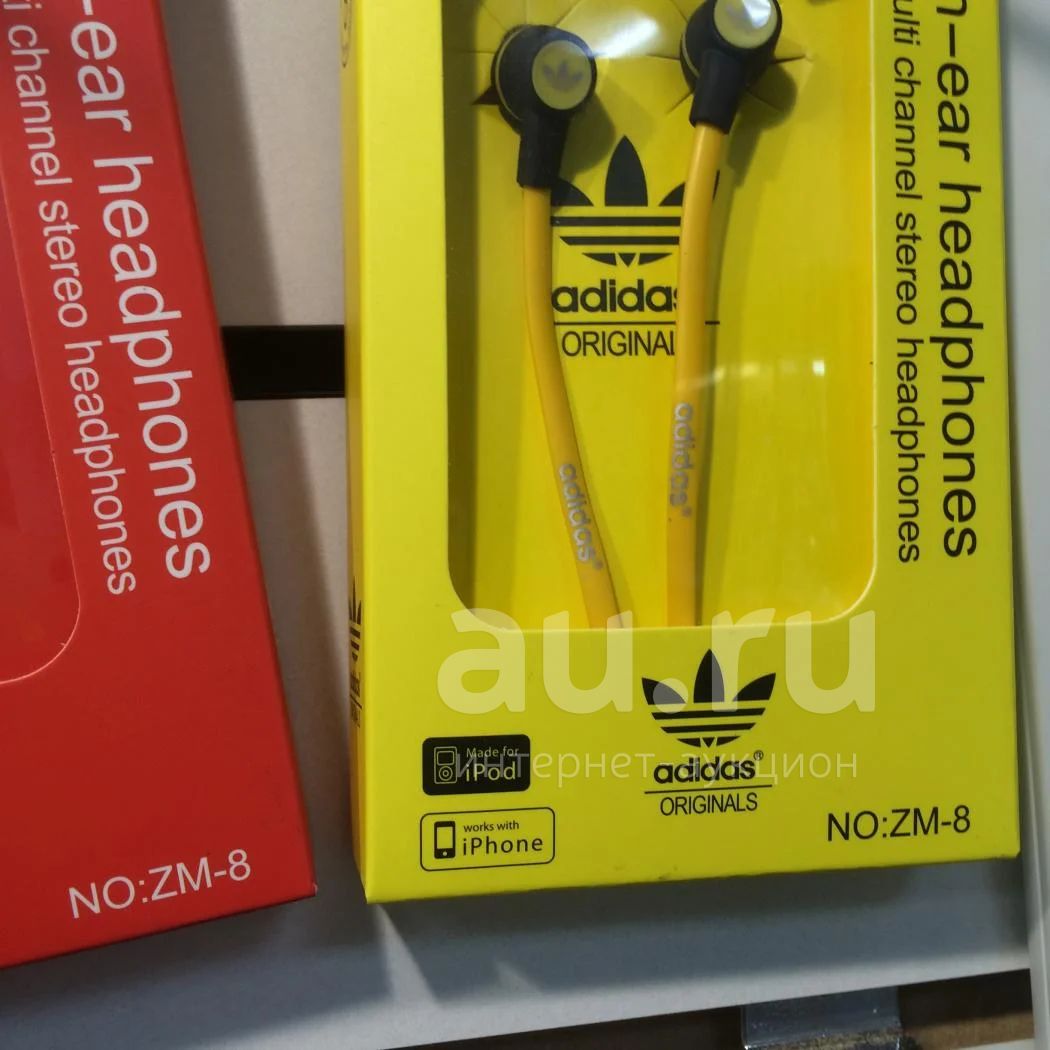 -ear headphones
i channel stereo headphones
NO:ZM-8
n-ear headphones
ulti channel stereo headphones
adidas
ORIGINAL
adidas®
adidas®
au.ru
интернет-аукцион
Made for
iPod
works with
iPhone
adidas®
ORIGINALS
NO:ZM-8